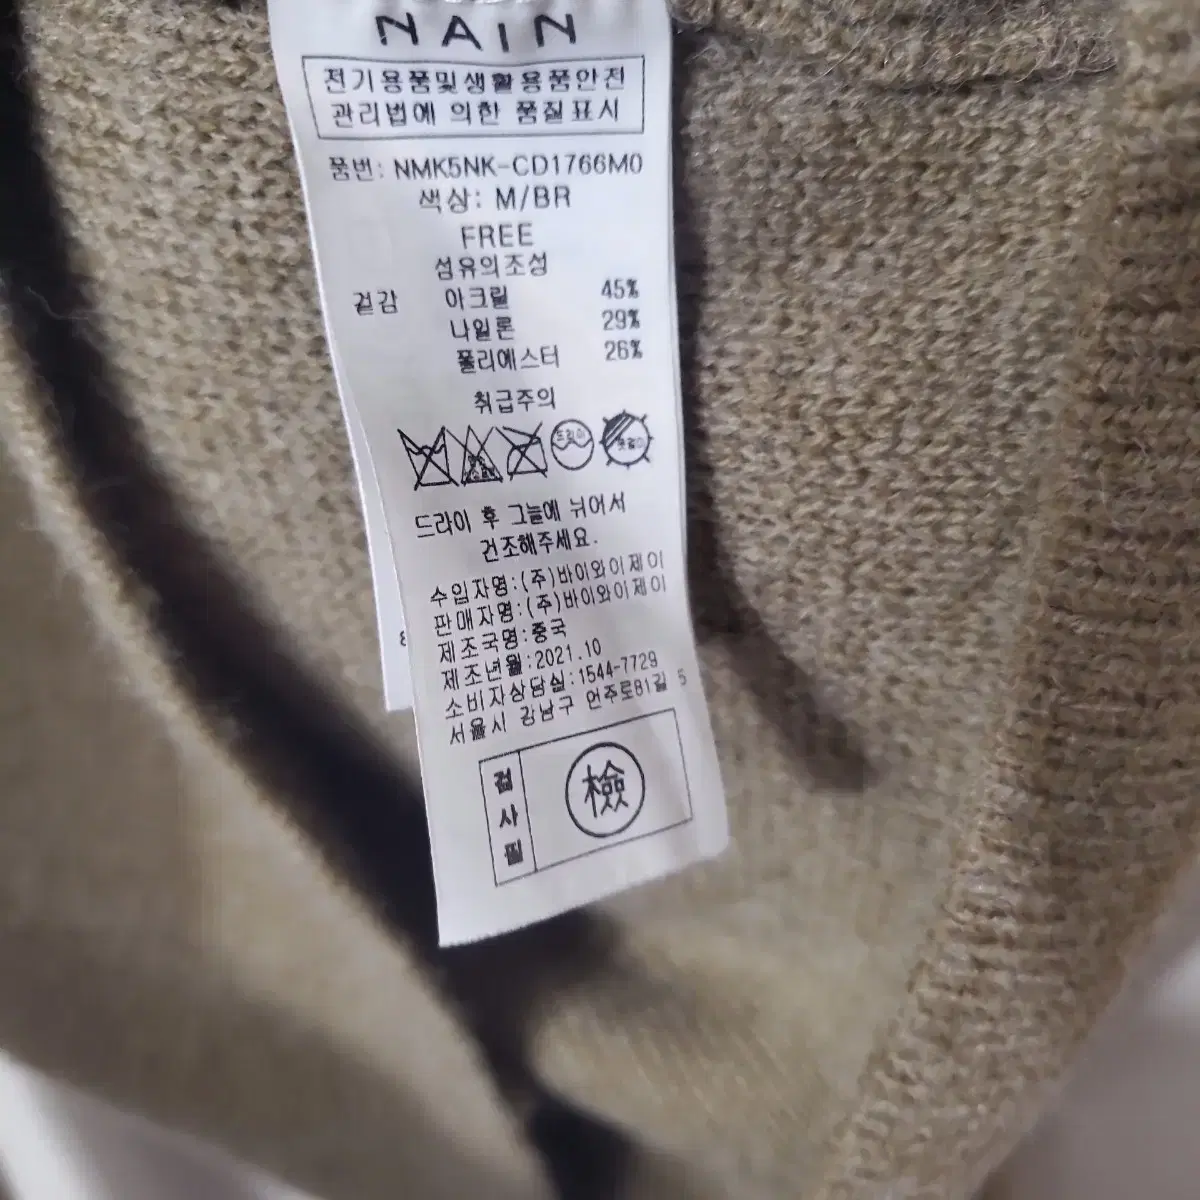 NAIN
전기용품및생활용품안전
관리법에 의한 품질표시
품번: NMK5NK-CD1766M0
색상: M/BR
FREE
섬유의조성
겉감 아크릴 45%
나일론 29%
폴리에스터 26%
취급주의
드라이
드라이 후 그늘에 뉘어서
건조해주세요.
수입자명:(주)바이와이제이
판매자명:(주)바이와이제이
제조국명:중국
제조년월:2021.10
소비자상담실:1544-7729
서울시 강남구 언주로81길 5
검사필
檢